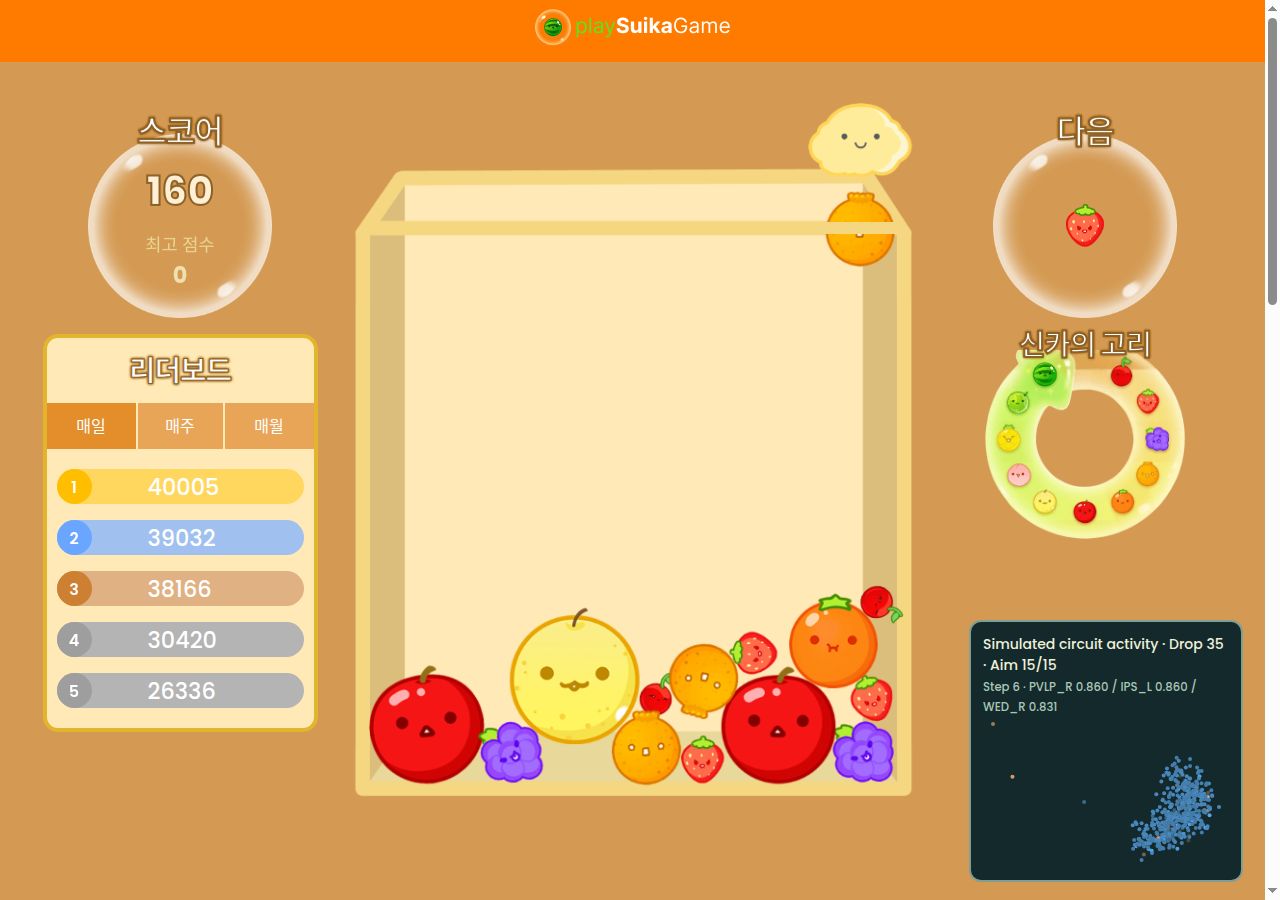 playSuikaGame
스코어
160
최고 점수
0
리더보드
매일 매주 매월
1 40005
2 39032
3 38166
4 30420
5 26336
다음
신카의 고리
Simulated circuit activity · Drop 35
· Aim 15/15
Step 6 · PVLP_R 0.860 / IPS_L 0.860 /
WED_R 0.831